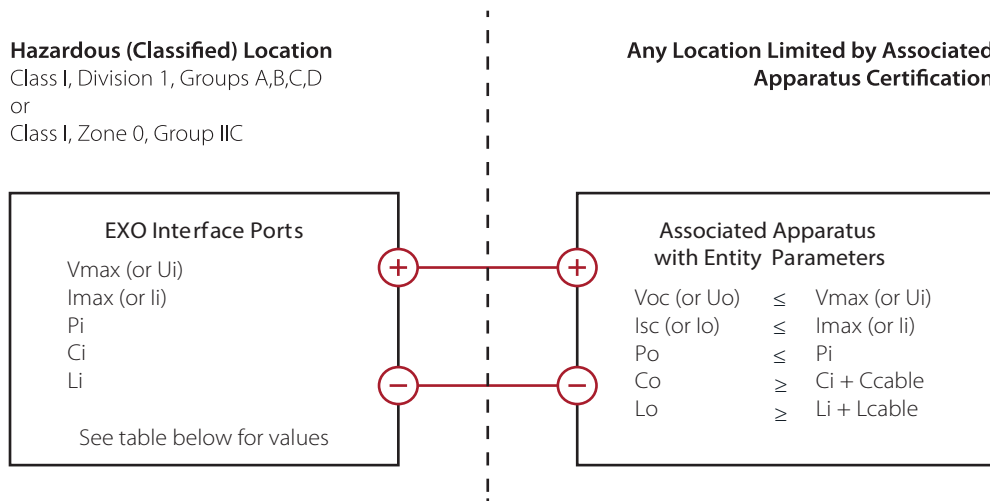 Hazardous (Classified) Location
Class I, Division 1, Groups A,B,C,D
or
Class I, Zone 0, Group IIC
Any Location Limited by Associated
Apparatus Certification
EXO Interface Ports
Vmax (or Ui)
Imax (or Ii)
Pi
Ci
Li
See table below for values
+
−
+
−
Associated Apparatus
with Entity Parameters
Voc (or Uo) ≤ Vmax (or Ui)
Isc (or Io) ≤ Imax (or Ii)
Po ≤ Pi
Co ≥ Ci + Ccable
Lo ≥ Li + Lcable